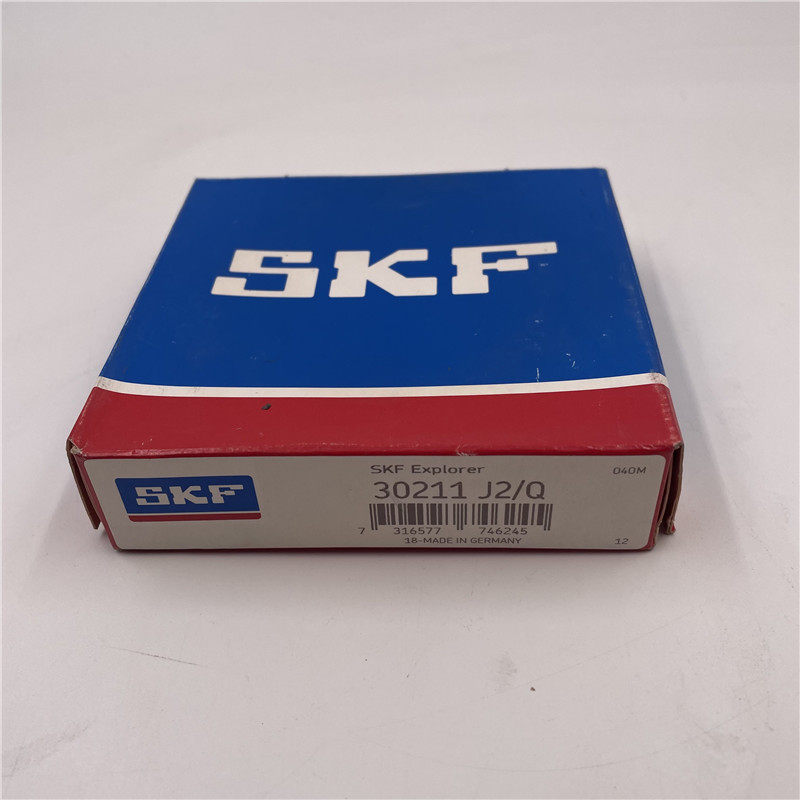 SKF
SKF
SKF Explorer
040M
30211 J2/Q
7 316577 746245
18-MADE IN GERMANY
12